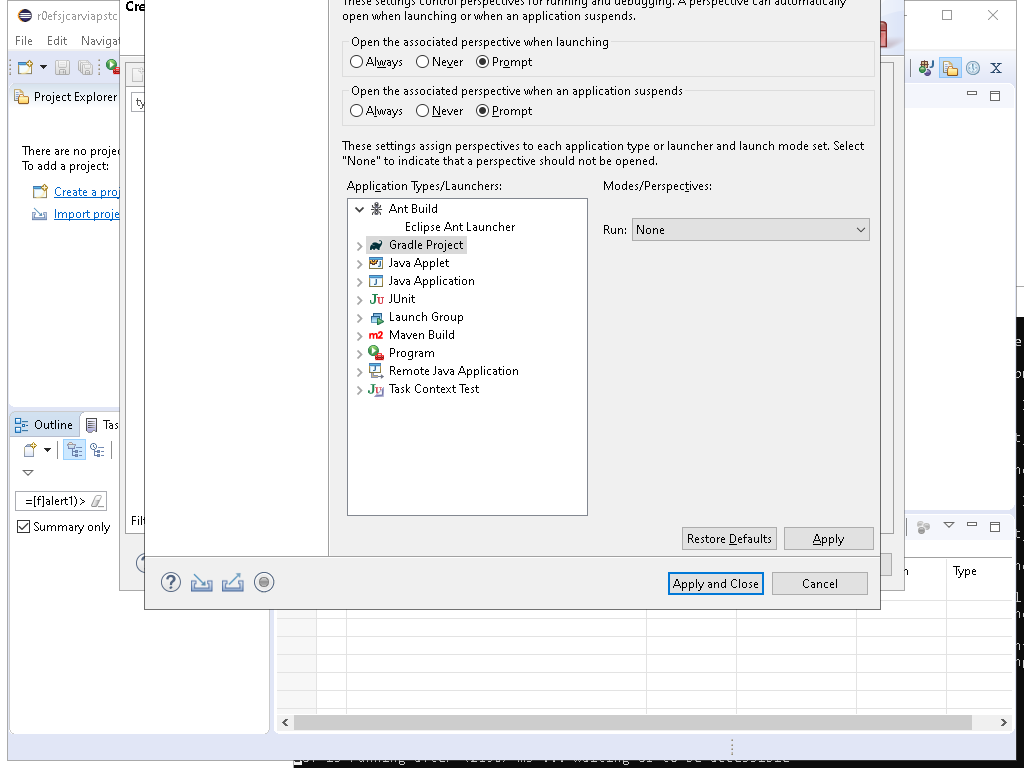 r0efsjcarviapstc
Cre
File Edit Navigat
Project Explorer
There are no proje
To add a project:
Create a proj
Import proje
These settings control perspectives for running and debugging. A perspective can automatically
open when launching or when an application suspends.
Open the associated perspective when launching
Always Never Prompt
Open the associated perspective when an application suspends
Always Never Prompt
These settings assign perspectives to each application type or launcher and launch mode set. Select
"None" to indicate that a perspective should not be opened.
Application Types/Launchers: Modes/Perspectives:
Ant Build
Eclipse Ant Launcher
Run: None
Gradle Project
Java Applet
Java Application
JUnit
Launch Group
Maven Build
Program
Remote Java Application
Task Context Test
Outline Tas
=[f]alert1)>
Summary only
Filt
Restore Defaults Apply
Apply and Close Cancel
Type